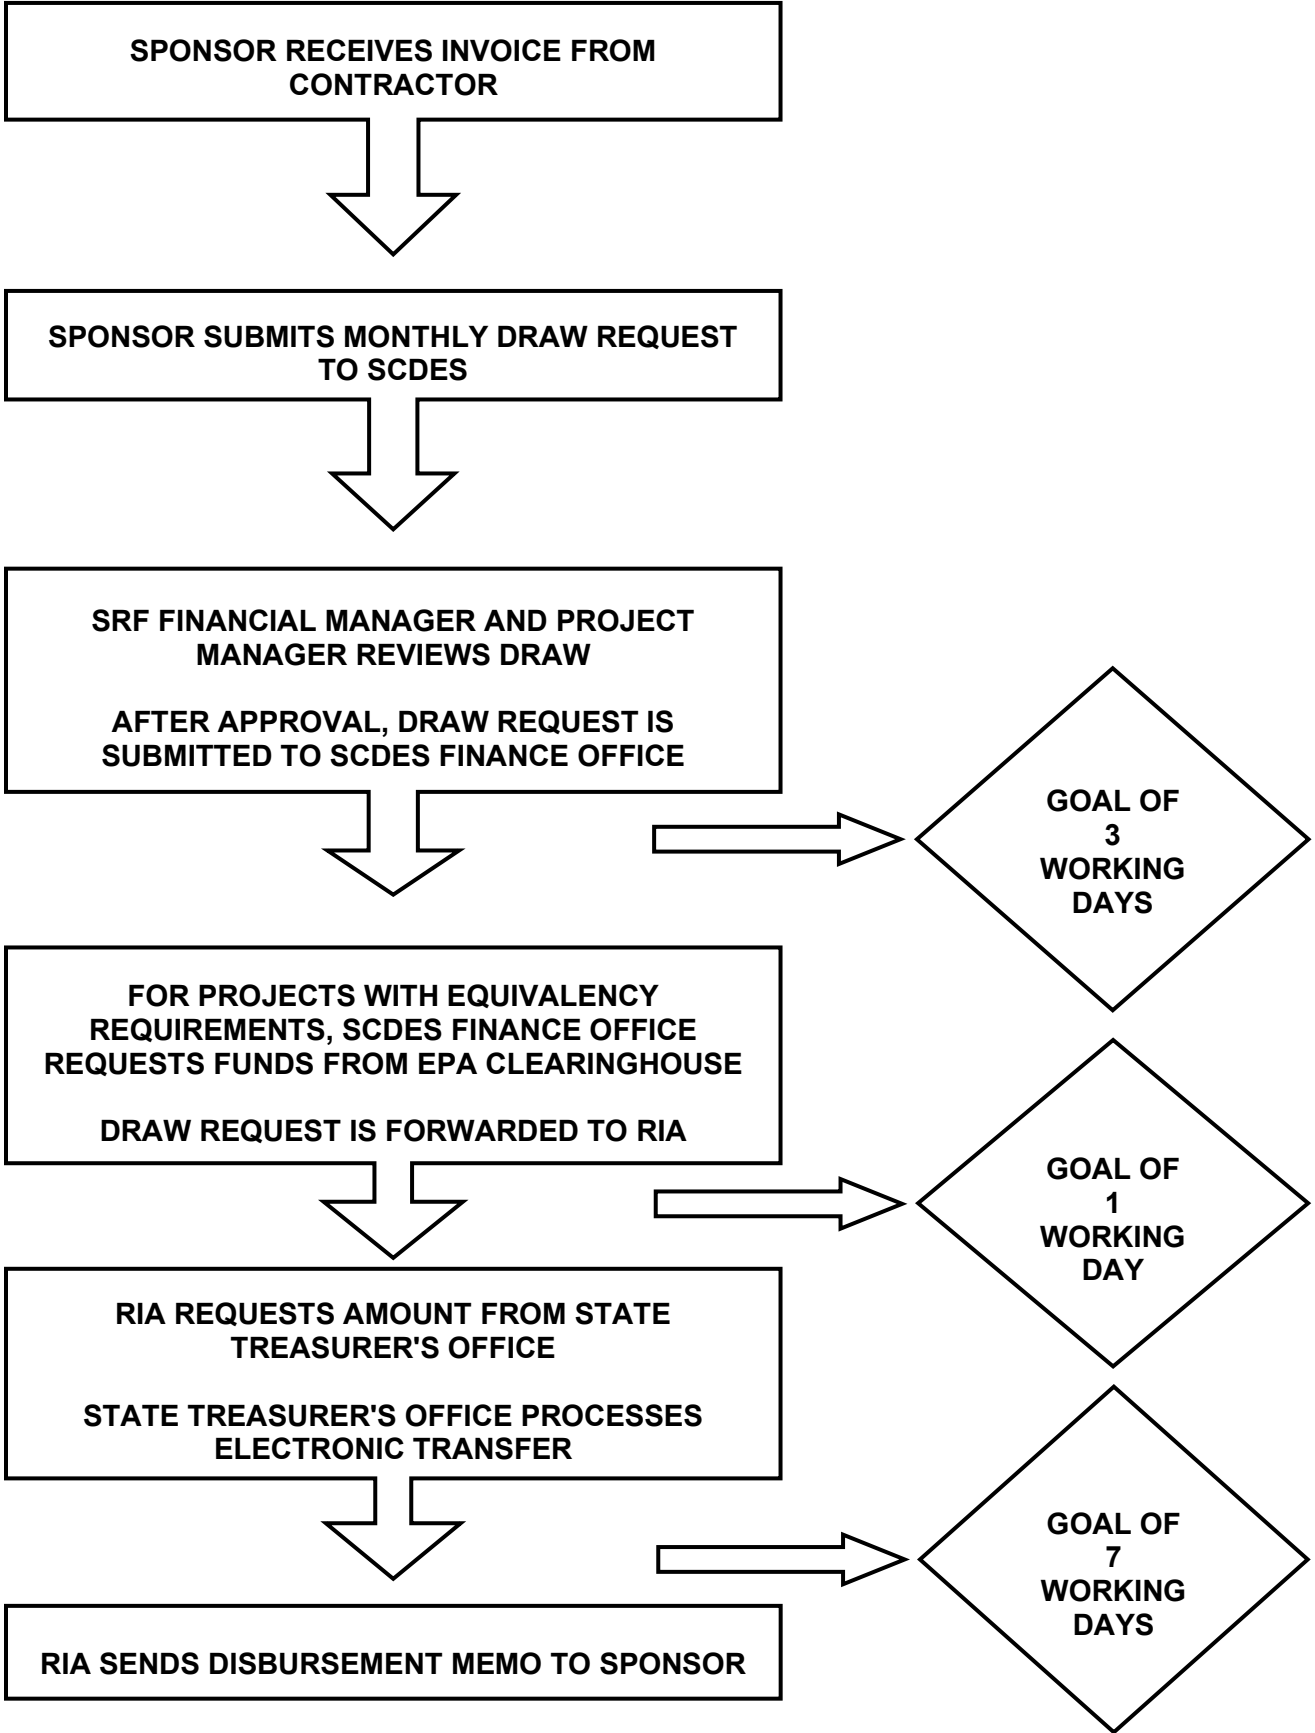 SPONSOR RECEIVES INVOICE FROM
CONTRACTOR
SPONSOR SUBMITS MONTHLY DRAW REQUEST
TO SCDES
SRF FINANCIAL MANAGER AND PROJECT
MANAGER REVIEWS DRAW
AFTER APPROVAL, DRAW REQUEST IS
SUBMITTED TO SCDES FINANCE OFFICE
GOAL OF
3
WORKING
DAYS
FOR PROJECTS WITH EQUIVALENCY
REQUIREMENTS, SCDES FINANCE OFFICE
REQUESTS FUNDS FROM EPA CLEARINGHOUSE
DRAW REQUEST IS FORWARDED TO RIA
GOAL OF
1
WORKING
DAY
RIA REQUESTS AMOUNT FROM STATE
TREASURER'S OFFICE
STATE TREASURER'S OFFICE PROCESSES
ELECTRONIC TRANSFER
GOAL OF
7
WORKING
DAYS
RIA SENDS DISBURSEMENT MEMO TO SPONSOR